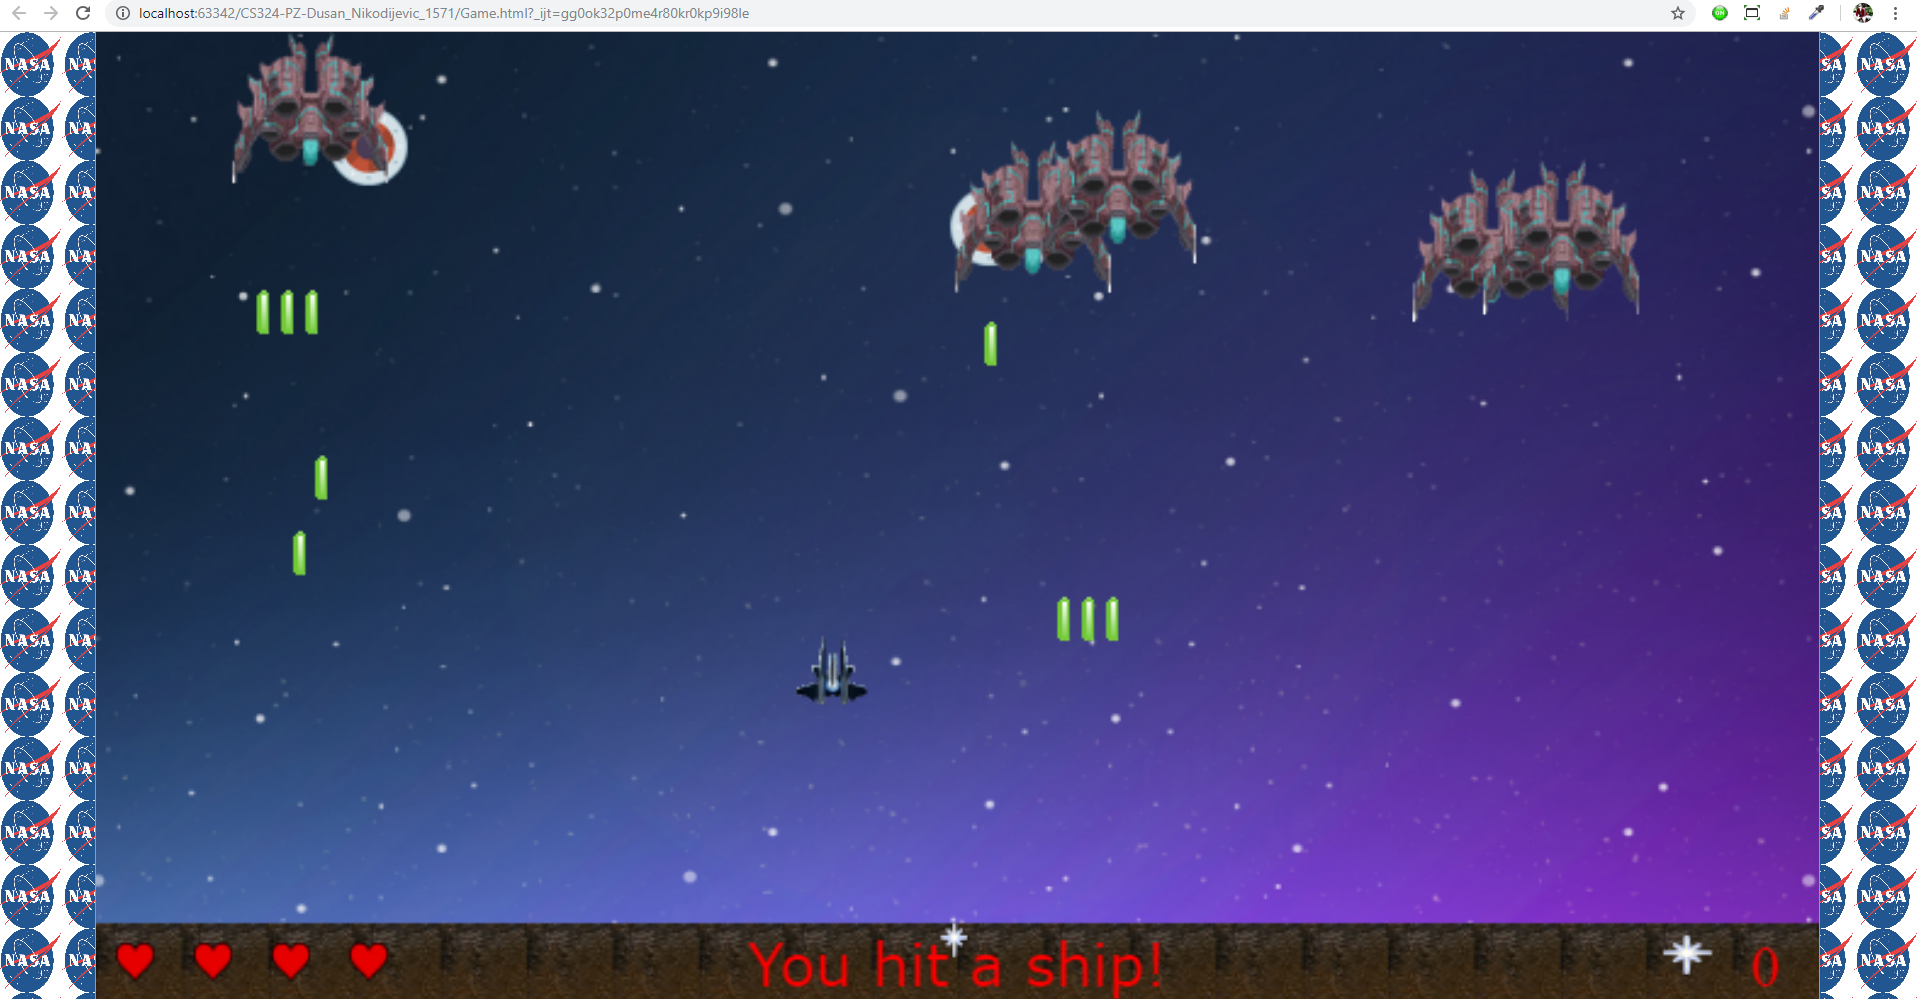 localhost:63342/CS324-PZ-Dusan_Nikodijevic_1571/Game.html?_ijt=gg0ok32p0me4r80kr0kp9i98le
NASA
You hit a ship!
0